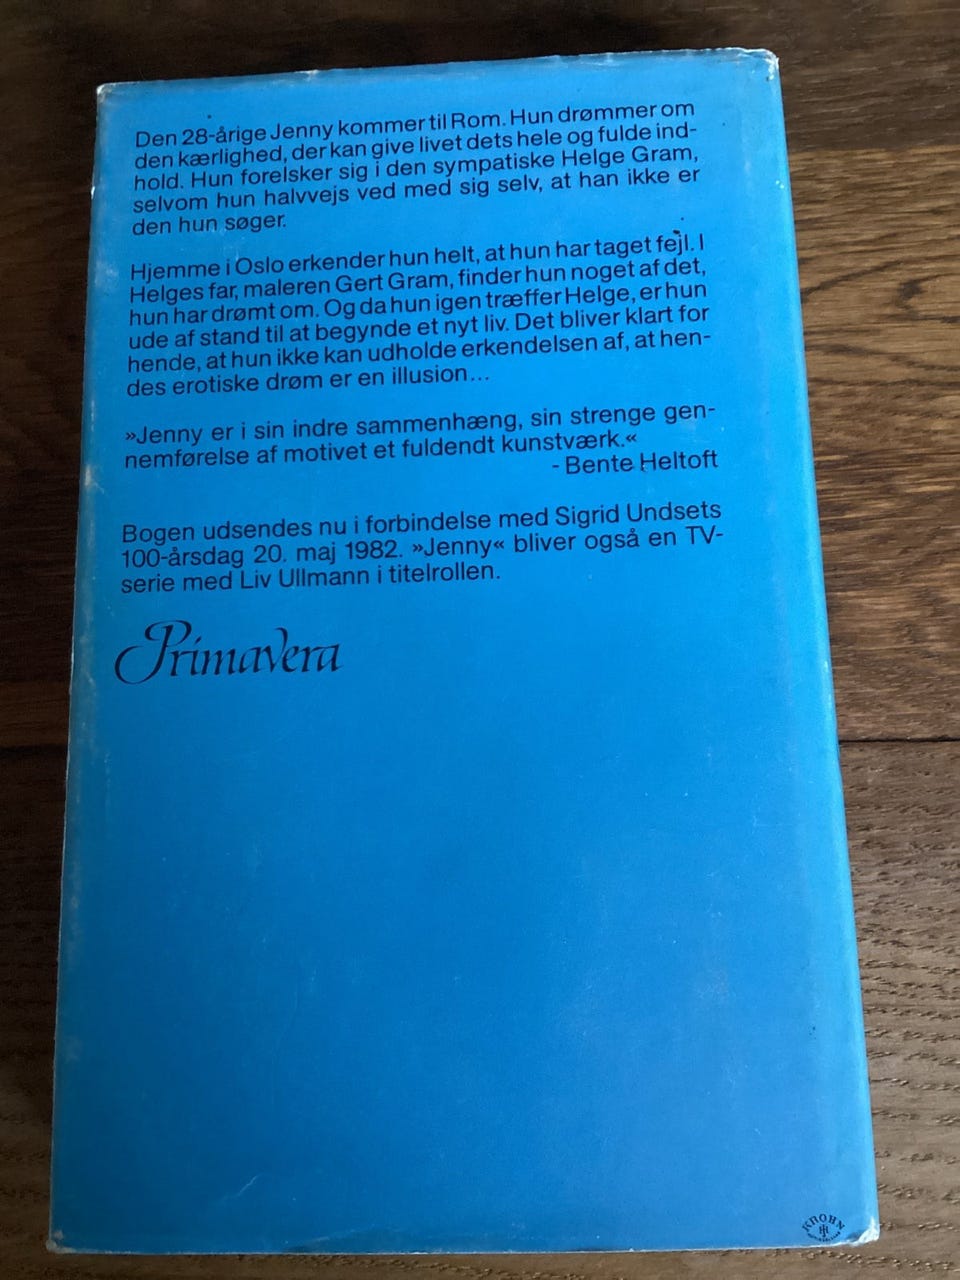 Den 28-årige Jenny kommer til Rom. Hun drømmer om
den kærlighed, der kan give livet dets hele og fulde ind-
hold. Hun forelsker sig i den sympatiske Helge Gram,
selvom hun halvvejs ved med sig selv, at han ikke er
den hun søger.
Hjemme i Oslo erkender hun helt, at hun har taget fejl. I
Helges far, maleren Gert Gram, finder hun noget af det,
hun har drømt om. Og da hun igen træffer Helge, er hun
ude af stand til at begynde et nyt liv. Det bliver klart for
hende, at hun ikke kan udholde erkendelsen af, at hen-
des erotiske drøm er en illusion...
»Jenny er i sin indre sammenhæng, sin strenge gen-
nemførelse af motivet et fuldendt kunstværk.«
- Bente Heltoft
Bogen udsendes nu i forbindelse med Sigrid Undsets
100-årsdag 20. maj 1982. »Jenny« bliver også en TV-
serie med Liv Ullmann i titelrollen.
Primavera
KROHN